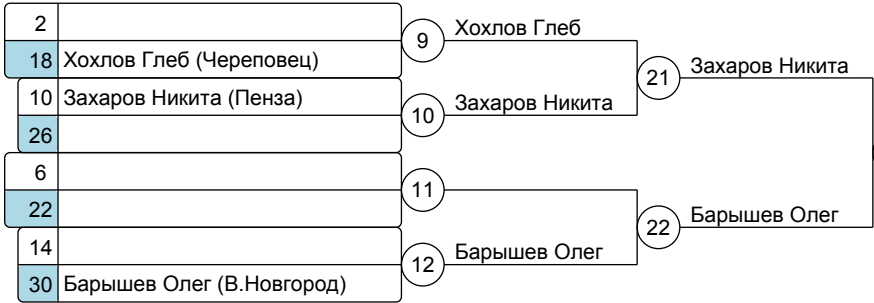 2
9
Хохлов Глеб
18 Хохлов Глеб (Череповец)
21
Захаров Никита
10 Захаров Никита (Пенза)
10
Захаров Никита
26
6
11
22
22
Барышев Олег
14
12
Барышев Олег
30 Барышев Олег (В.Новгород)